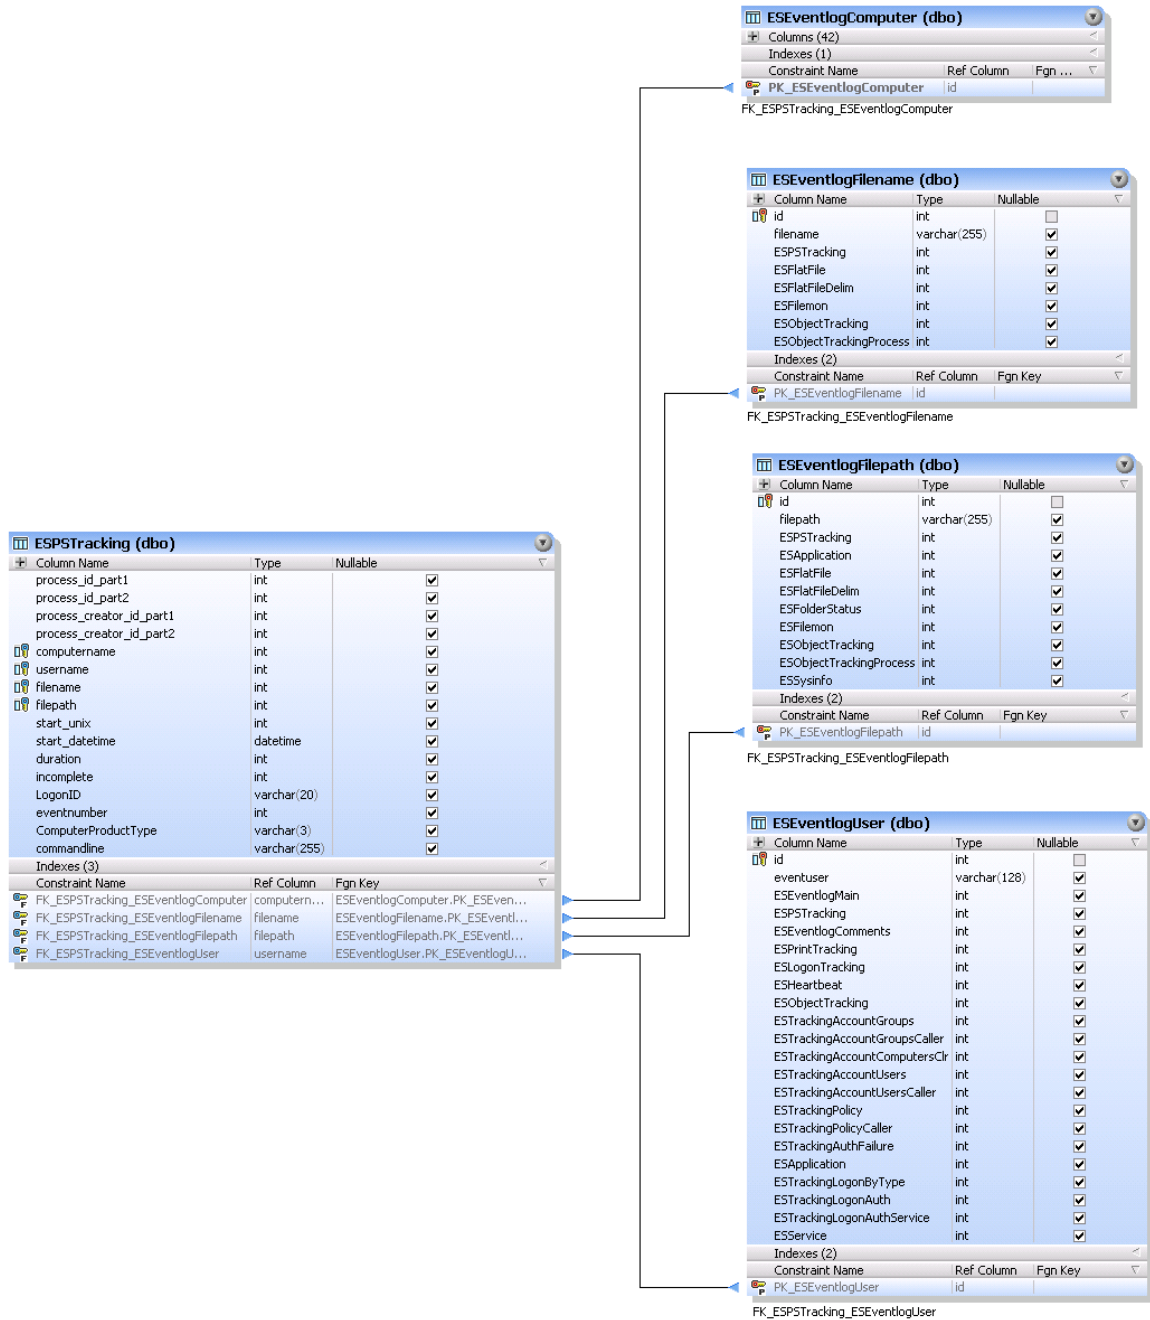 ESEventlogComputer (dbo)
Columns (42)
Indexes (1)
Constraint Name Ref Column Fgn ...
PK_ESEventlogComputer id
FK_ESPSTracking_ESEventlogComputer
ESEventlogFilename (dbo)
Column Name Type Nullable
id int
filename varchar(255)
ESPSTracking int
ESFlatFile int
ESFlatFileDelim int
ESFilemon int
ESObjectTracking int
ESObjectTrackingProcess int
Indexes (2)
Constraint Name Ref Column Fgn Key
PK_ESEventlogFilename id
FK_ESPSTracking_ESEventlogFilename
ESEventlogFilepath (dbo)
Column Name Type Nullable
id int
filepath varchar(255)
ESPSTracking int
ESApplication int
ESFlatFile int
ESFlatFileDelim int
ESFolderStatus int
ESFilemon int
ESObjectTracking int
ESObjectTrackingProcess int
ESSysinfo int
Indexes (2)
Constraint Name Ref Column Fgn Key
PK_ESEventlogFilepath id
FK_ESPSTracking_ESEventlogFilepath
ESPSTracking (dbo)
Column Name Type Nullable
process_id_part1 int
process_id_part2 int
process_creator_id_part1 int
process_creator_id_part2 int
computername int
username int
filename int
filepath int
start_unix int
start_datetime datetime
duration int
incomplete int
LogonID varchar(20)
eventnumber int
ComputerProductType varchar(3)
commandline varchar(255)
Indexes (3)
Constraint Name Ref Column Fgn Key
FK_ESPSTracking_ESEventlogComputer computern... ESEventlogComputer.PK_ESEven...
FK_ESPSTracking_ESEventlogFilename filename ESEventlogFilename.PK_ESEventl...
FK_ESPSTracking_ESEventlogFilepath filepath ESEventlogFilepath.PK_ESEventl...
FK_ESPSTracking_ESEventlogUser username ESEventlogUser.PK_ESEventlogU...
ESEventlogUser (dbo)
Column Name Type Nullable
id int
eventuser varchar(128)
ESEventlogMain int
ESPSTracking int
ESEventlogComments int
ESPrintTracking int
ESLogonTracking int
ESHeartbeat int
ESObjectTracking int
ESTrackingAccountGroups int
ESTrackingAccountGroupsCaller int
ESTrackingAccountComputersClr int
ESTrackingAccountUsers int
ESTrackingAccountUsersCaller int
ESTrackingPolicy int
ESTrackingPolicyCaller int
ESTrackingAuthFailure int
ESApplication int
ESTrackingLogonByType int
ESTrackingLogonAuth int
ESTrackingLogonAuthService int
ESService int
Indexes (2)
Constraint Name Ref Column Fgn Key
PK_ESEventlogUser id
FK_ESPSTracking_ESEventlogUser